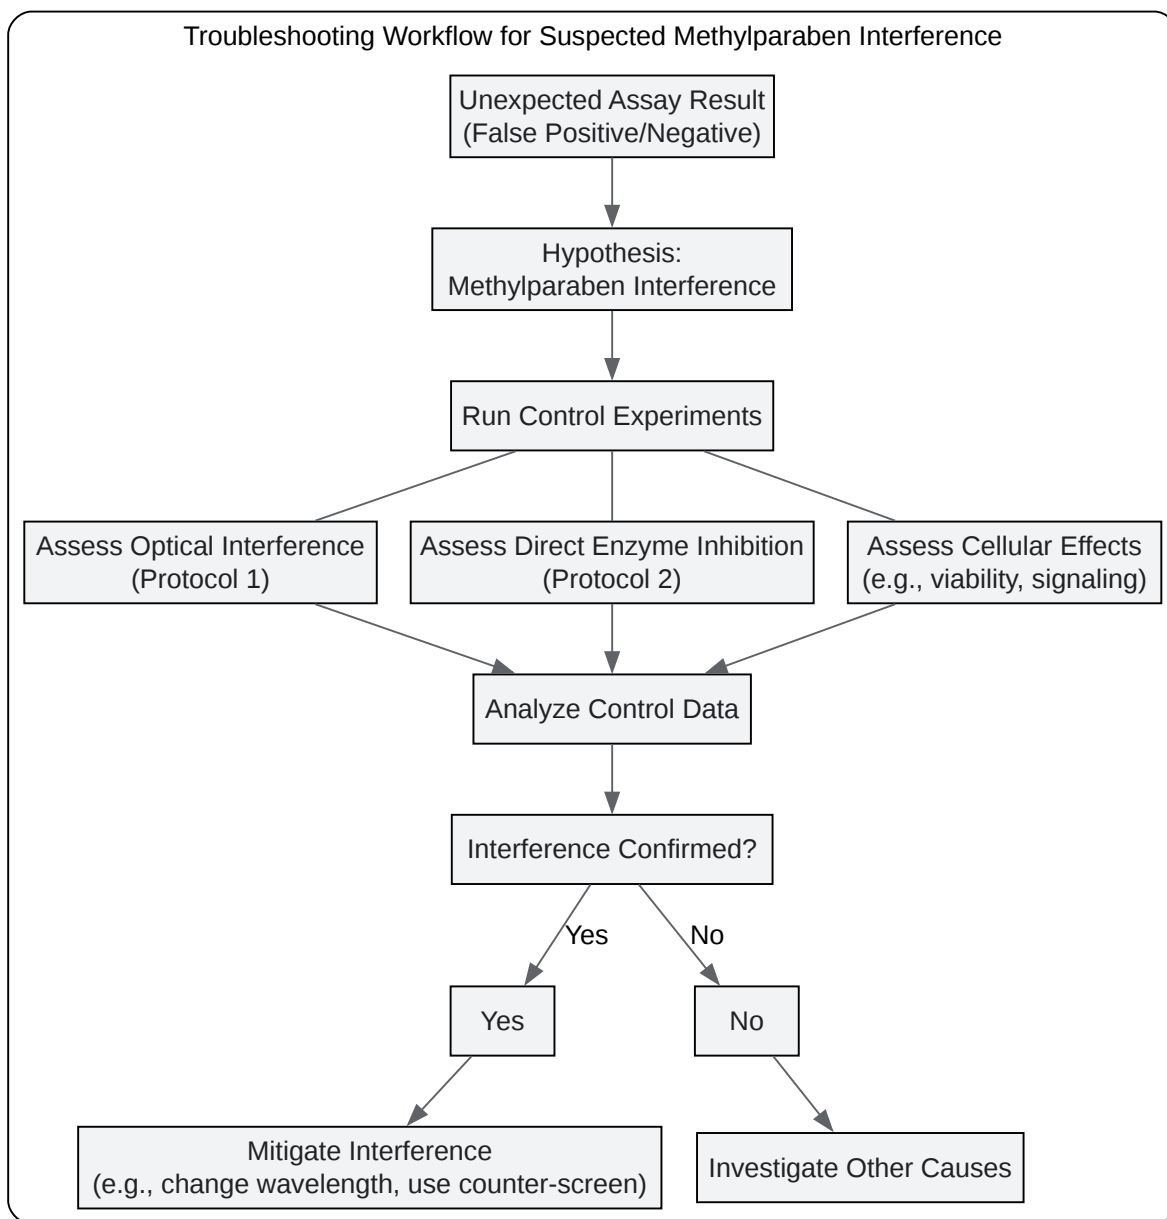 Troubleshooting Workflow for Suspected Methylparaben Interference
Unexpected Assay Result
(False Positive/Negative)
Hypothesis:
Methylparaben Interference
Run Control Experiments
Assess Optical Interference
(Protocol 1)
Assess Direct Enzyme Inhibition
(Protocol 2)
Assess Cellular Effects
(e.g., viability, signaling)
Analyze Control Data
Interference Confirmed?
Yes
No
Yes
No
Mitigate Interference
(e.g., change wavelength, use counter-screen)
Investigate Other Causes